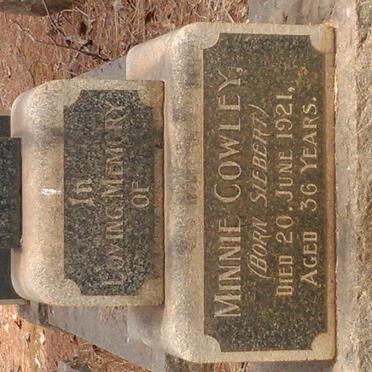 In
LOVING MEMORY
OF
MINNIE COWLEY,
(BORN SIEBERT)
DIED 20 JUNE 1921,
AGED 36 YEARS.